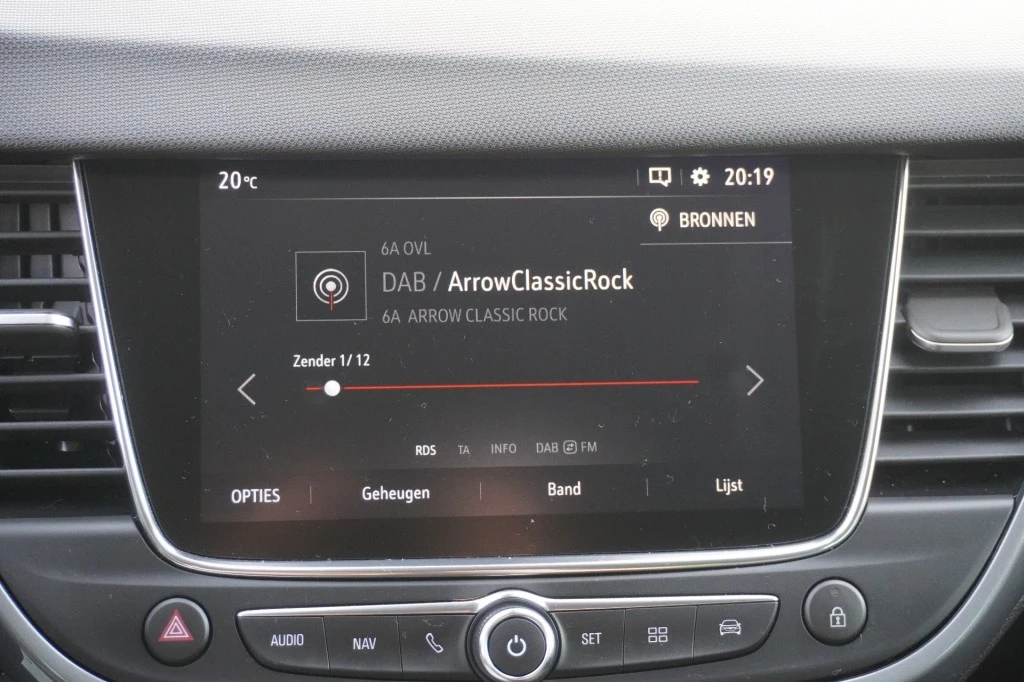 20°C
20:19
BRONNEN
6A OVL
DAB / ArrowClassicRock
6A ARROW CLASSIC ROCK
Zender 1/ 12
RDS TA INFO DAB FM
OPTIES Geheugen Band Lijst
AUDIO NAV SET